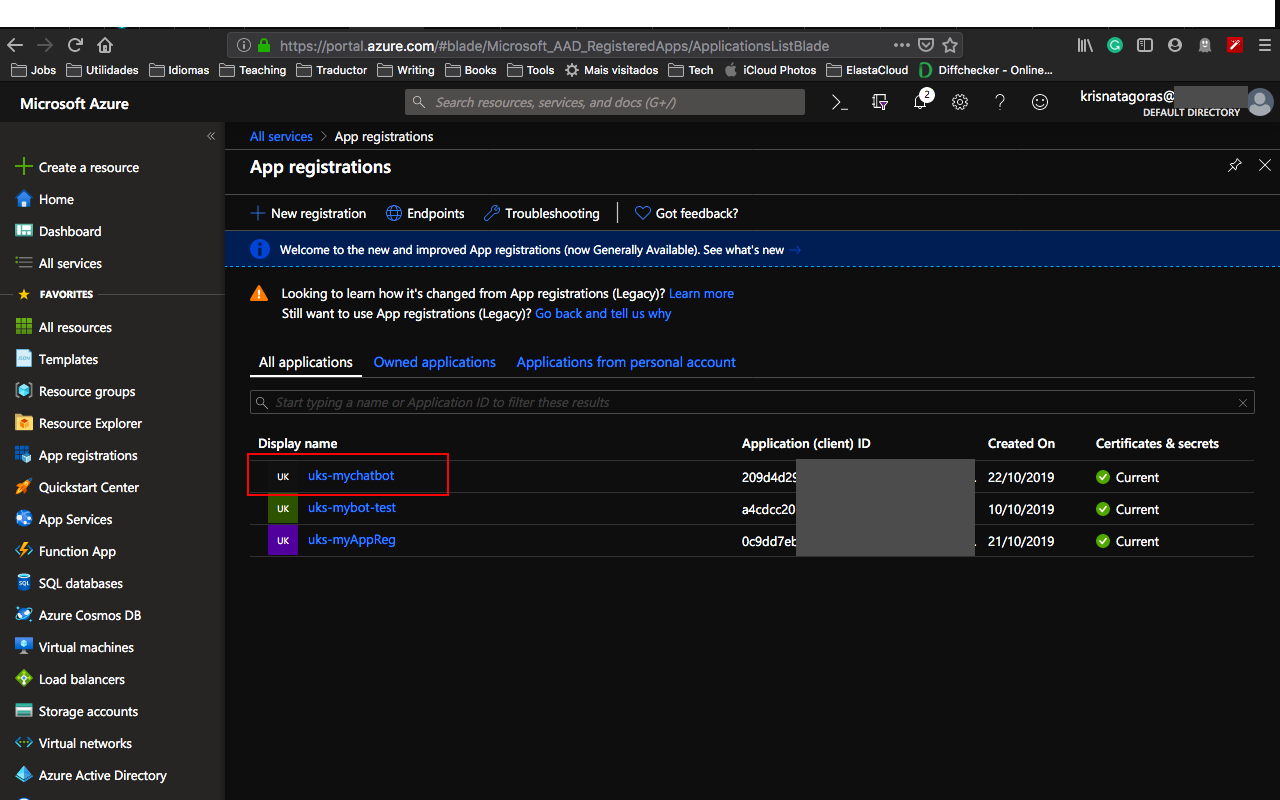 https://portal.azure.com/#blade/Microsoft_AAD_RegisteredApps/ApplicationsListBlade
Jobs Utilidades Idiomas Teaching Traductor Writing Books Tools Mais visitados Tech iCloud Photos ElastaCloud Diffchecker - Online...
Microsoft Azure
Search resources, services, and docs (G+/)
2
krisnatagoras@
DEFAULT DIRECTORY
«
Create a resource
Home
Dashboard
All services
FAVORITES
All resources
Templates
Resource groups
Resource Explorer
App registrations
Quickstart Center
App Services
Function App
SQL databases
Azure Cosmos DB
Virtual machines
Load balancers
Storage accounts
Virtual networks
Azure Active Directory
All services > App registrations
App registrations
New registration Endpoints Troubleshooting Got feedback?
Welcome to the new and improved App registrations (now Generally Available). See what's new →
Looking to learn how it's changed from App registrations (Legacy)? Learn more
Still want to use App registrations (Legacy)? Go back and tell us why
All applications Owned applications Applications from personal account
Start typing a name or Application ID to filter these results
Display name Application (client) ID Created On Certificates & secrets
UK uks-mychatbot 209d4d29 22/10/2019 Current
UK uks-mybot-test a4cdcc20 10/10/2019 Current
UK uks-myAppReg 0c9dd7eb 21/10/2019 Current